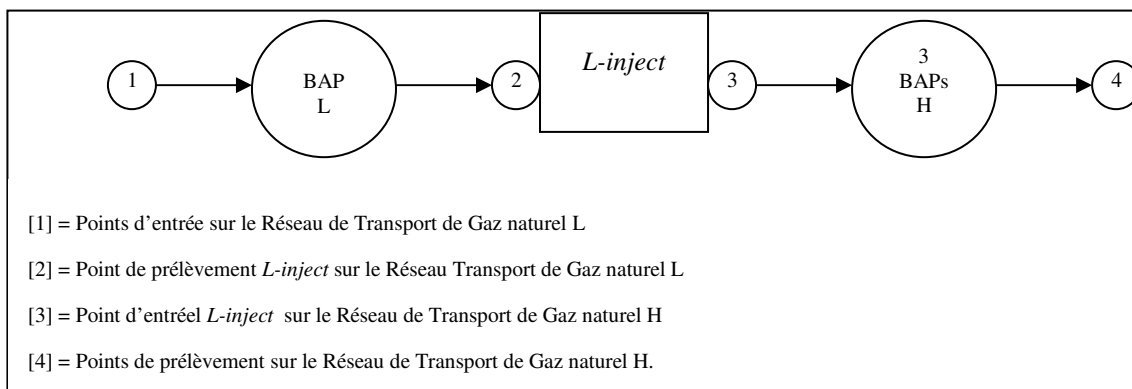 1
BAP
L
2
L-inject
3
3
BAPs
H
4
[1] = Points d'entrée sur le Réseau de Transport de Gaz naturel L
[2] = Point de prélèvement L-inject sur le Réseau Transport de Gaz naturel L
[3] = Point d'entréel L-inject sur le Réseau de Transport de Gaz naturel H
[4] = Points de prélèvement sur le Réseau de Transport de Gaz naturel H.